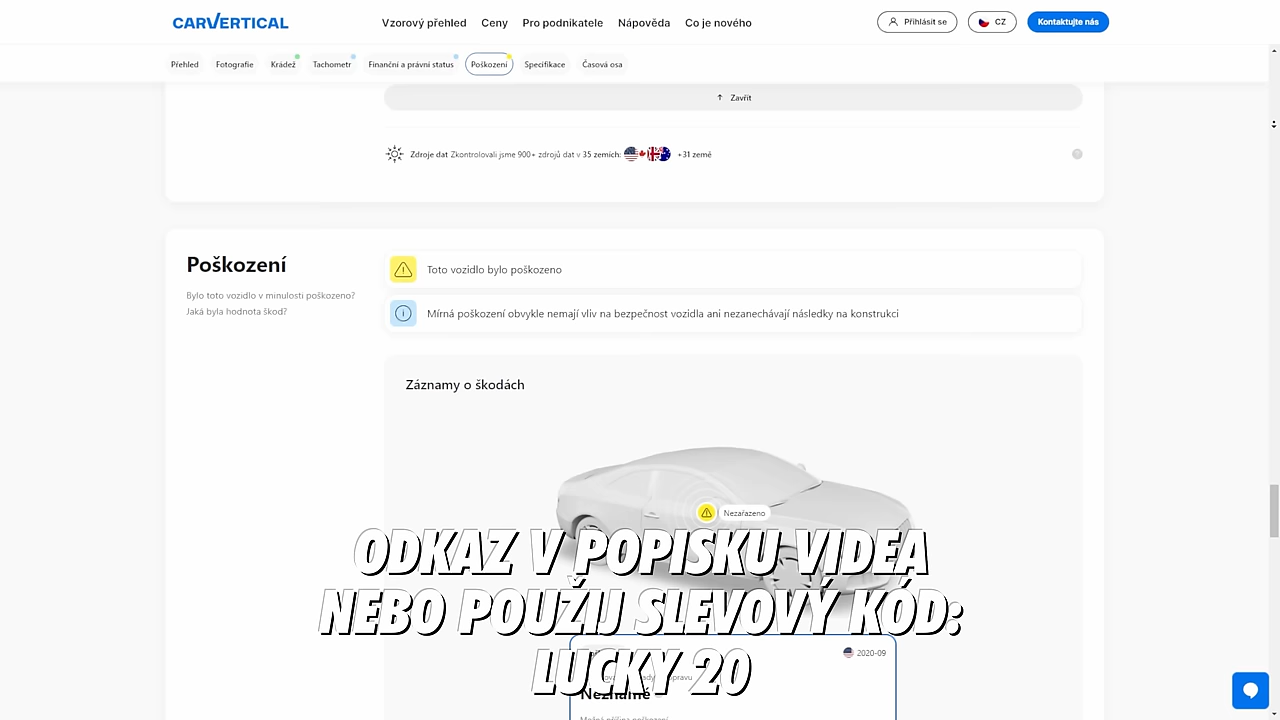 CARVERTICAL
Vzorový přehled Ceny Pro podnikatele Nápověda Co je nového
Přihlásit se CZ Kontaktujte nás
Přehled Fotografie Krádež Tachometr Finanční a právní status Poškození Specifikace Časová osa
↑ Zavřít
Zdroje dat Zkontrolovali jsme 900+ zdrojů dat v 35 zemích: +31 země
Poškození
Bylo toto vozidlo v minulosti poškozeno?
Jaká byla hodnota škod?
Toto vozidlo bylo poškozeno
Mírná poškození obvykle nemají vliv na bezpečnost vozidla ani nezanechávají následky na konstrukci
Záznamy o škodách
Nezařazeno
ODKAZ V POPISKU VIDEA
NEBO POUŽIJ SLEVOVÝ KÓD:
LUCKY 20
2020-09
Neznámé
Možná příčina poškození